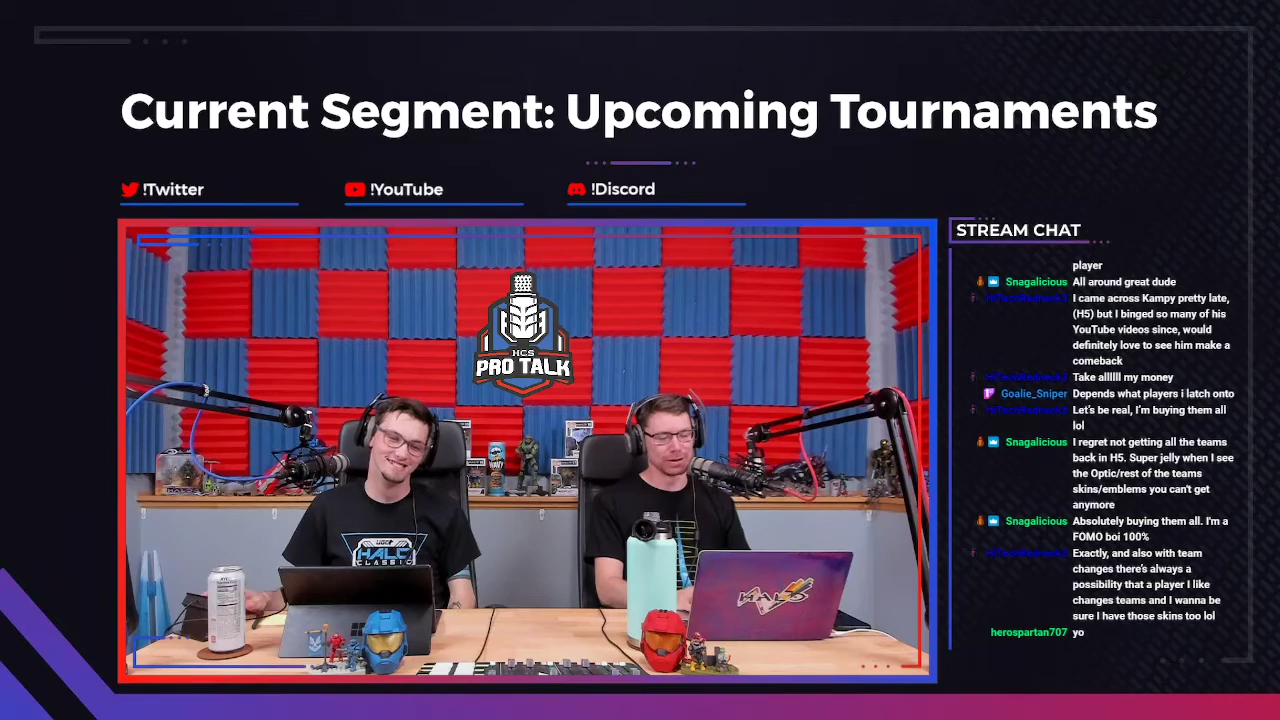 Current Segment: Upcoming Tournaments
!Twitter
!YouTube
!Discord
STREAM CHAT
player
Snagalicious All around great dude
I came across Kampy pretty late,
(H5) but I binged so many of his
YouTube videos since, would
definitely love to see him make a
comeback
Take allllll my money
Goalie_Sniper Depends what players i latch onto
Let's be real, I'm buying them all
lol
Snagalicious I regret not getting all the teams
back in H5. Super jelly when I see
the Optic/rest of the teams
skins/emblems you can't get
anymore
Snagalicious Absolutely buying them all. I'm a
FOMO boi 100%
Exactly, and also with team
changes there's always a
possibility that a player I like
changes teams and I wanna be
sure I have those skins too lol
herospartan707 yo
HCS
PRO TALK
UGC
HALO
CLASSIC
HALO